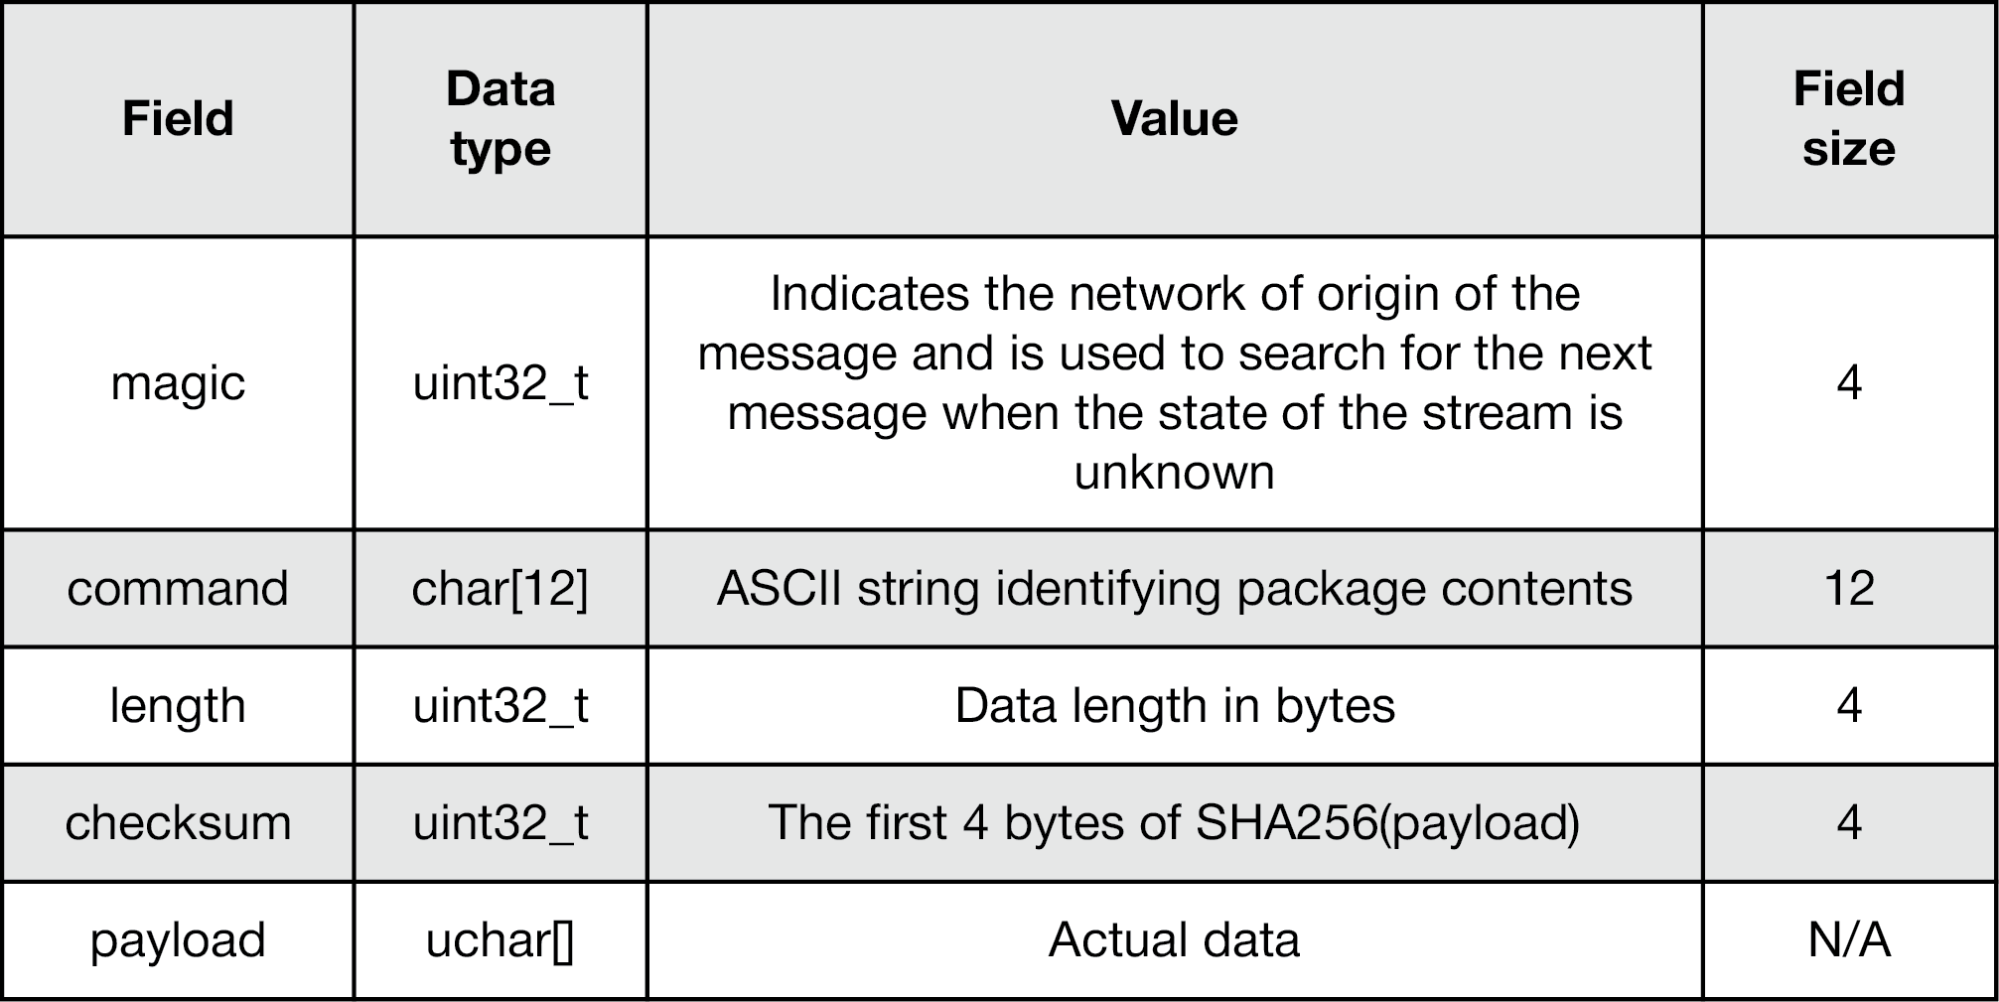 Field
Data
type
Value
Field
size
magic
uint32_t
Indicates the network of origin of the
message and is used to search for the next
message when the state of the stream is
unknown
4
command
char[12]
ASCII string identifying package contents
12
length
uint32_t
Data length in bytes
4
checksum
uint32_t
The first 4 bytes of SHA256(payload)
4
payload
uchar[]
Actual data
N/A